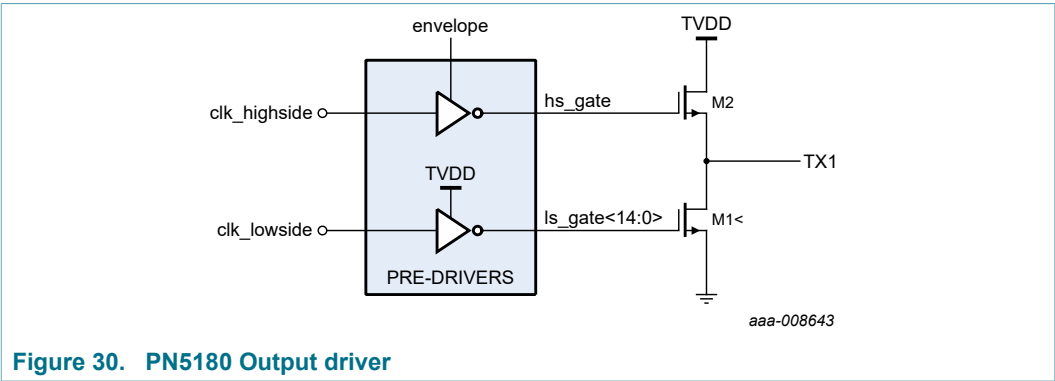 envelope
TVDD
clk_highside
hs_gate
M2
TX1
TVDD
clk_lowside
ls_gate<14:0>
M1<
PRE-DRIVERS
aaa-008643
Figure 30. PN5180 Output driver